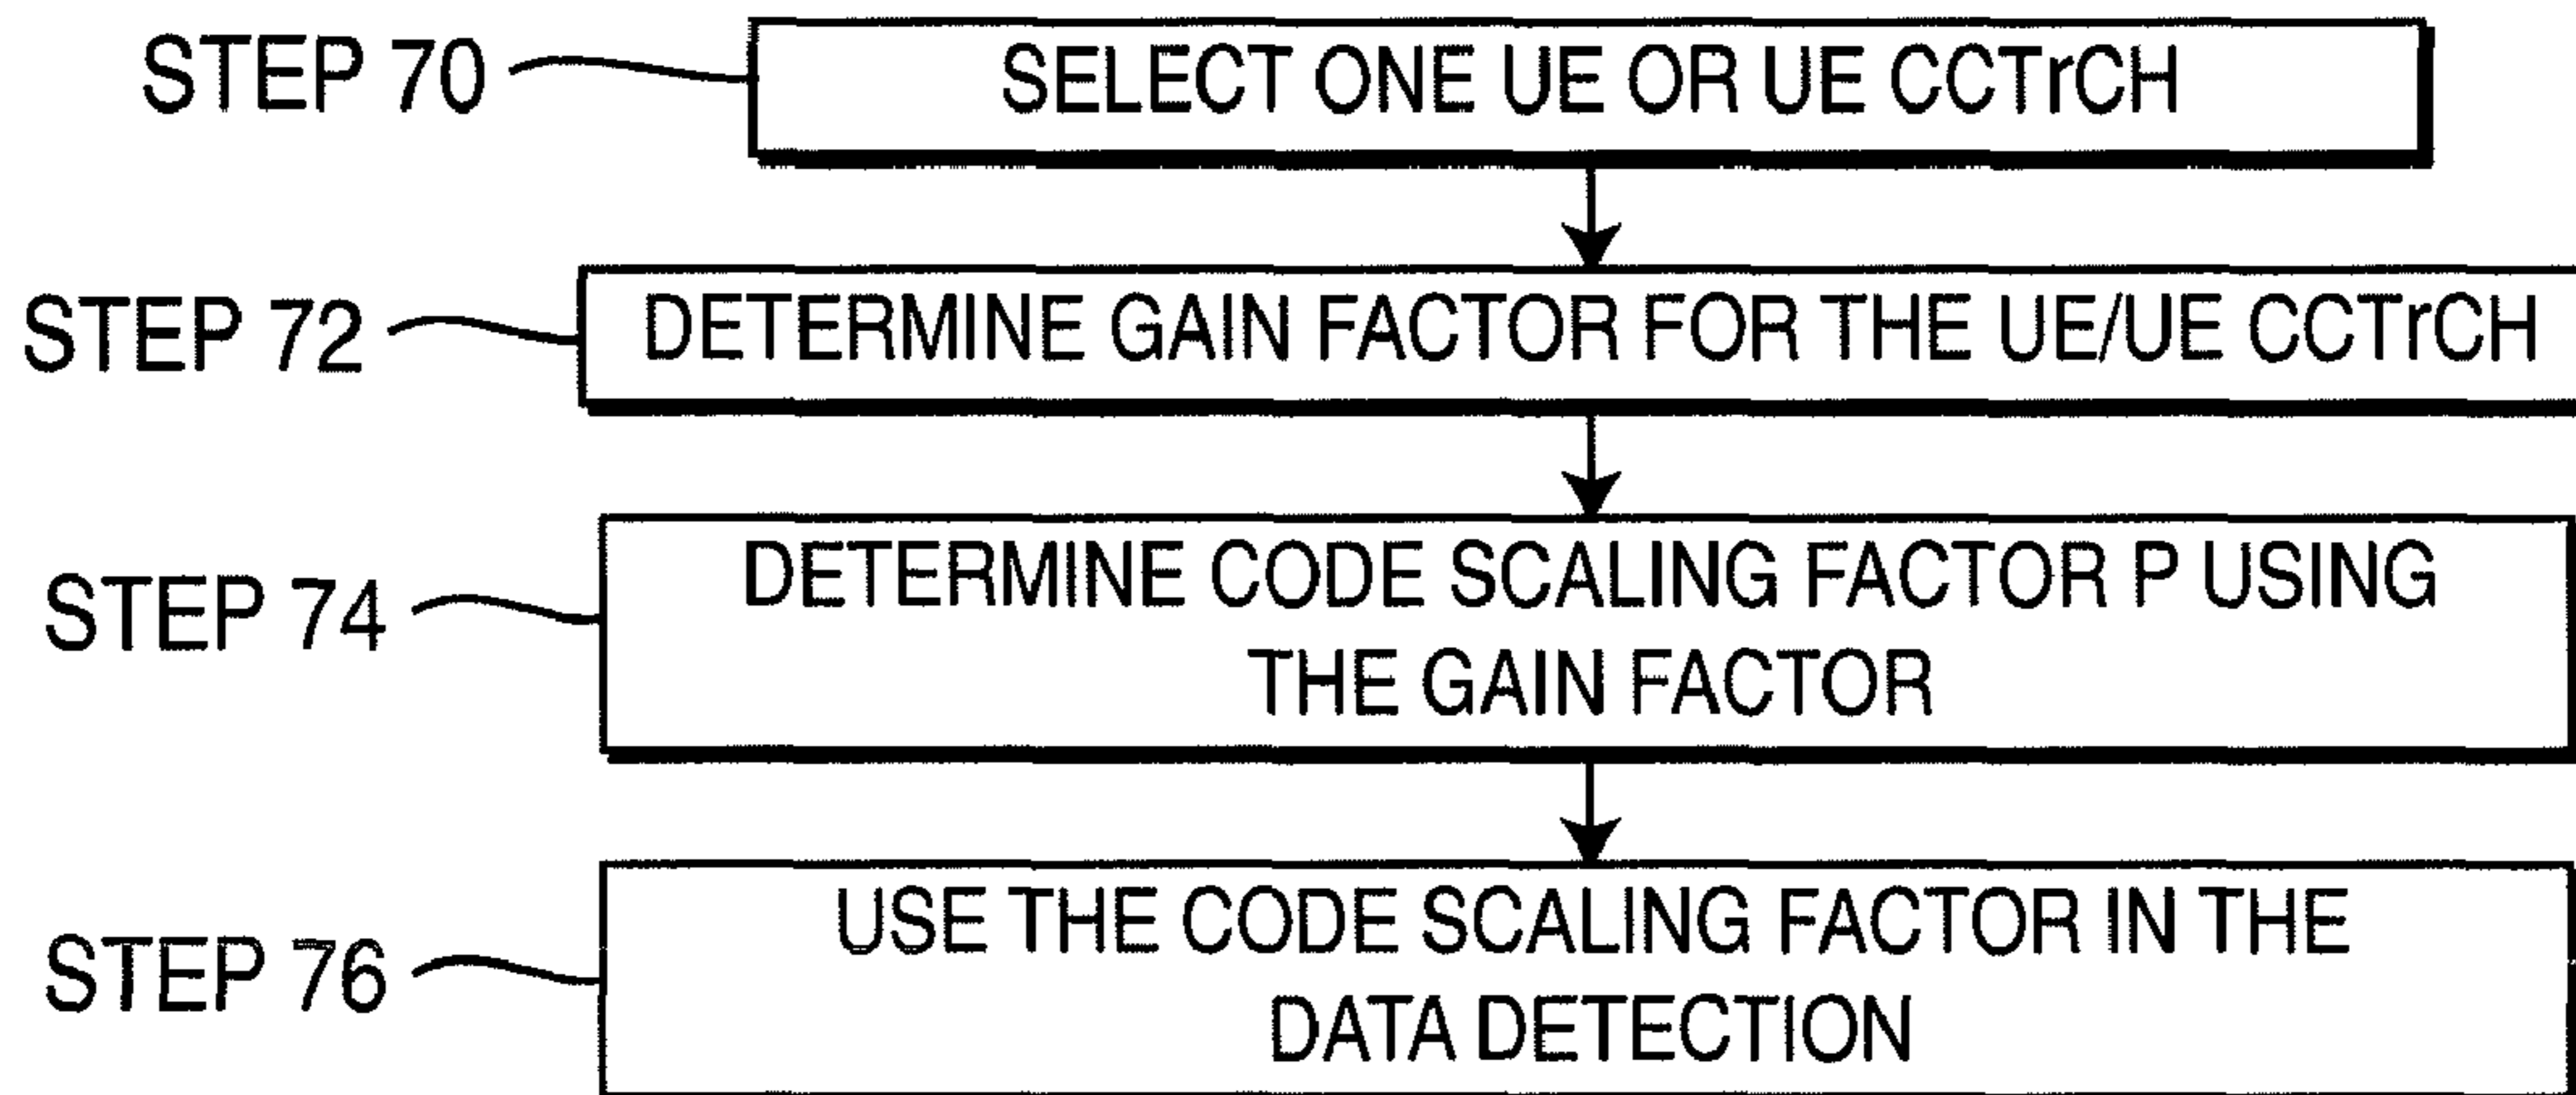 STEP 70
SELECT ONE UE OR UE CCTrCH
STEP 72
DETERMINE GAIN FACTOR FOR THE UE/UE CCTrCH
STEP 74
DETERMINE CODE SCALING FACTOR P USING
THE GAIN FACTOR
STEP 76
USE THE CODE SCALING FACTOR IN THE
DATA DETECTION